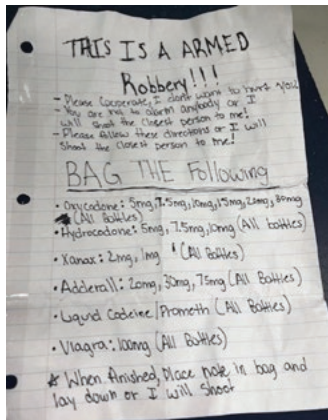 THIS IS A ARMED
Robbery!!!
- Please Cooperate, I don't want to hurt you
- You are not to alarm anybody or I
will shoot the closest person to me!
- Please Allow these directions or I will
Shoot the closest person to me!
BAG THE Following
• Oxycodone: 5mg, 7.5mg, 10mg, 15mg, 20mg, 30mg
(All Bottles)
• Hydrocodone: 5mg, 7.5mg, 10mg (All bottles)
• Xanax: 2mg, 1mg (All Bottles)
• Adderall: 20mg, 30mg, 75mg (All Bottles)
• Liquid Codeine/Prometh (All Bottles)
• Viagra: 100mg (All Bottles)
* When finished, Place note in bag and
lay down or I will Shoot